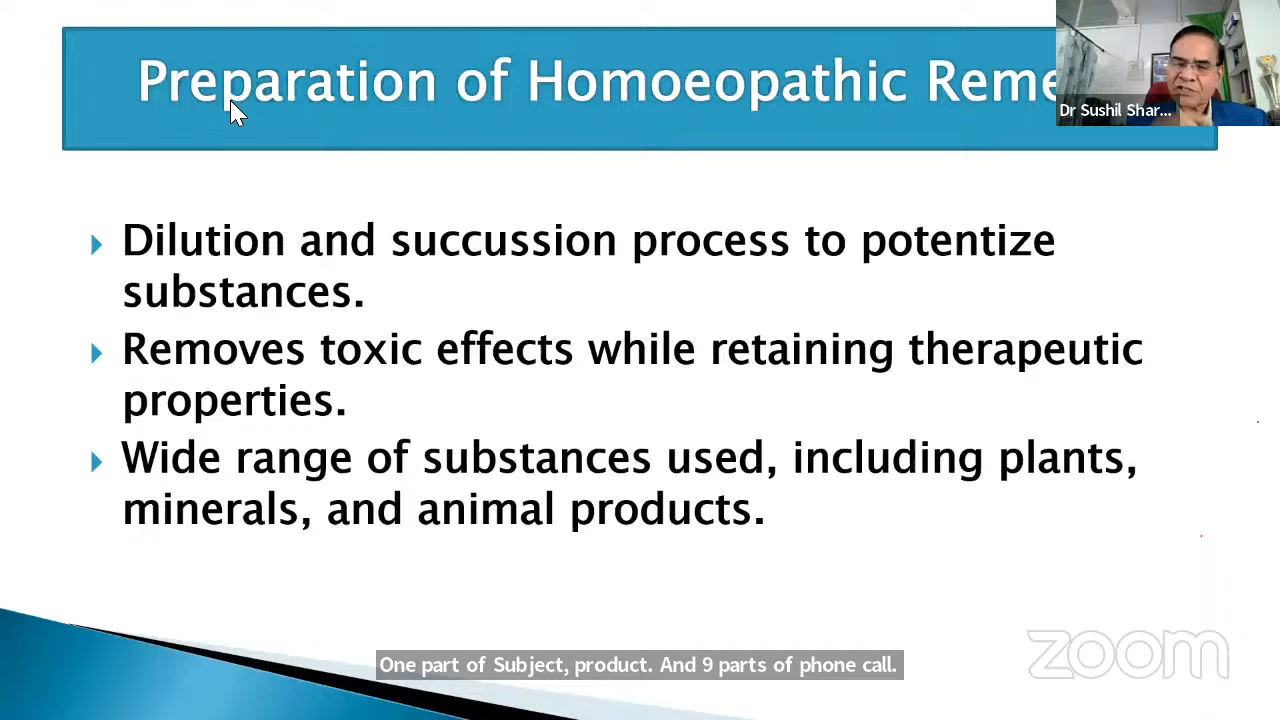 Preparation of Homoeopathic Reme
Dr Sushil Shar...
Dilution and succussion process to potentize
substances.
Removes toxic effects while retaining therapeutic
properties.
Wide range of substances used, including plants,
minerals, and animal products.
One part of Subject, product. And 9 parts of phone call.
zoom